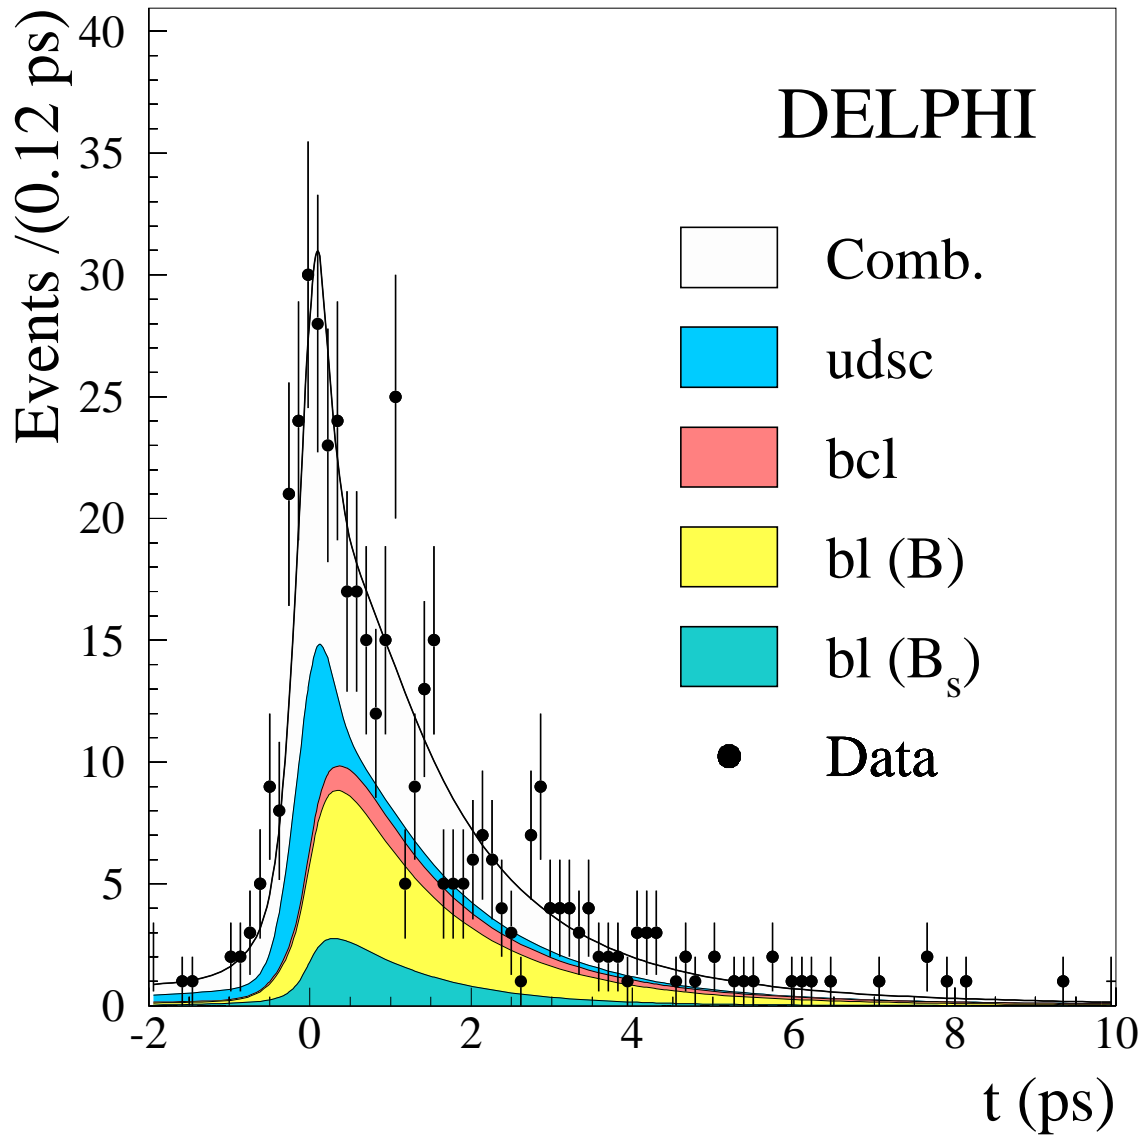 Events /(0.12 ps)
40
35
30
25
20
15
10
5
0
DELPHI
Comb.
udsc
bcl
bl (B)
bl (Bs)
Data
-2 0 2 4 6 8 10
t (ps)